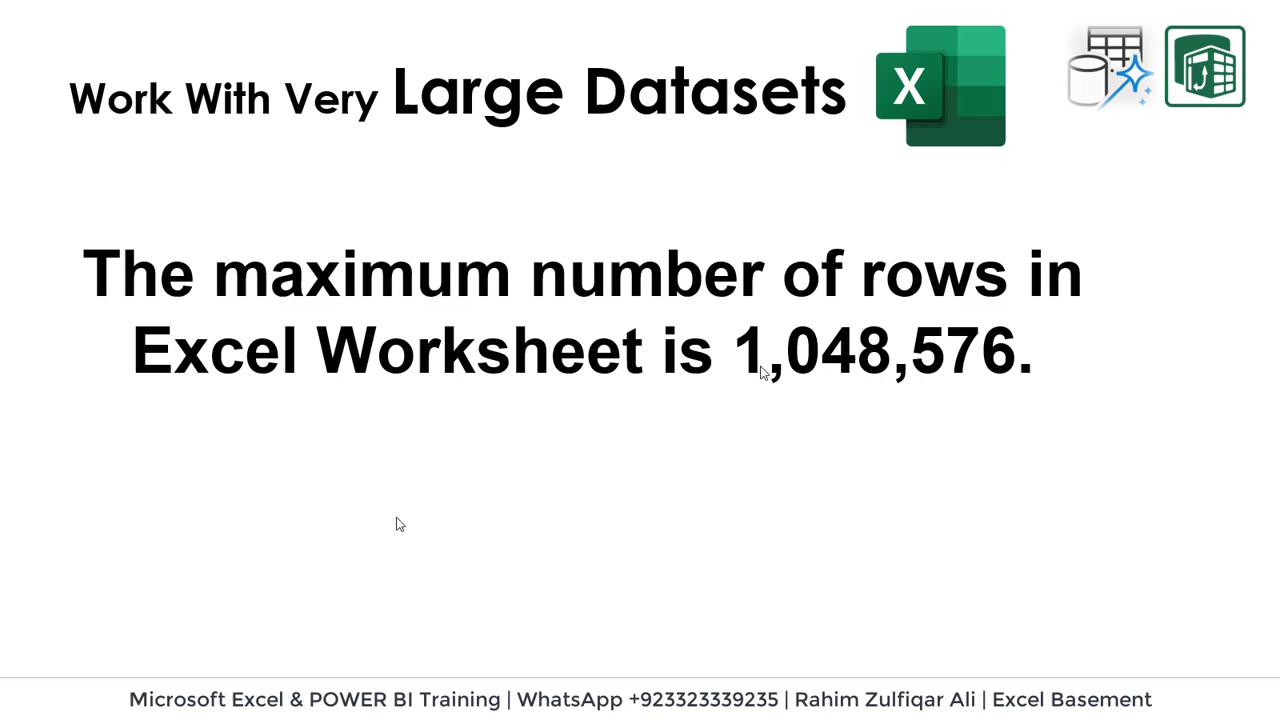 Work With Very Large Datasets
X
The maximum number of rows in
Excel Worksheet is 1,048,576.
Microsoft Excel & POWER BI Training | WhatsApp +923323339235 | Rahim Zulfiqar Ali | Excel Basement